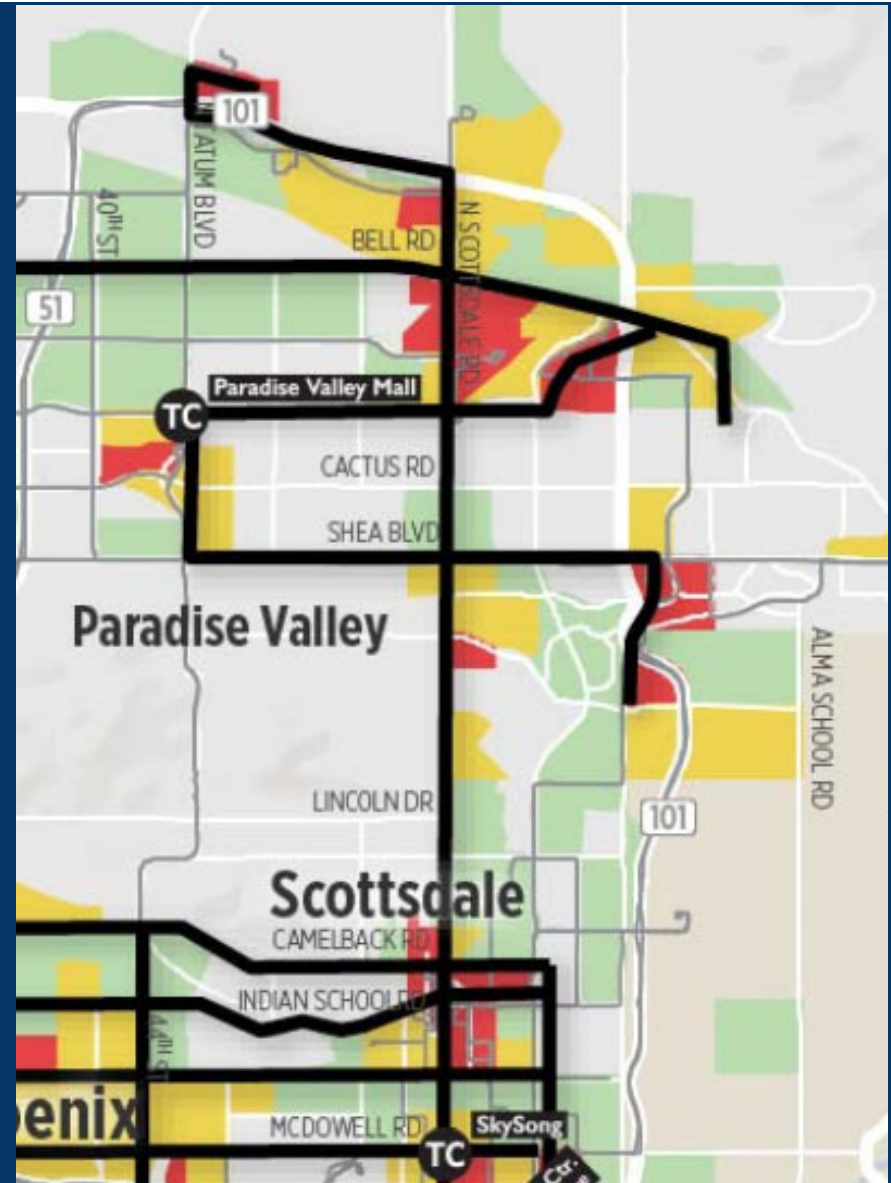 101
N TATUM BLVD
40TH ST
BELL RD
N SCOTTSDALE RD
51
Paradise Valley Mall
TC
CACTUS RD
SHEA BLVD
Paradise Valley
ALMA SCHOOL RD
LINCOLN DR
101
Scottsdale
CAMELBACK RD
INDIAN SCHOOL RD
44TH ST
enix
MCDOWELL RD
SkySong
TC
Ctr.